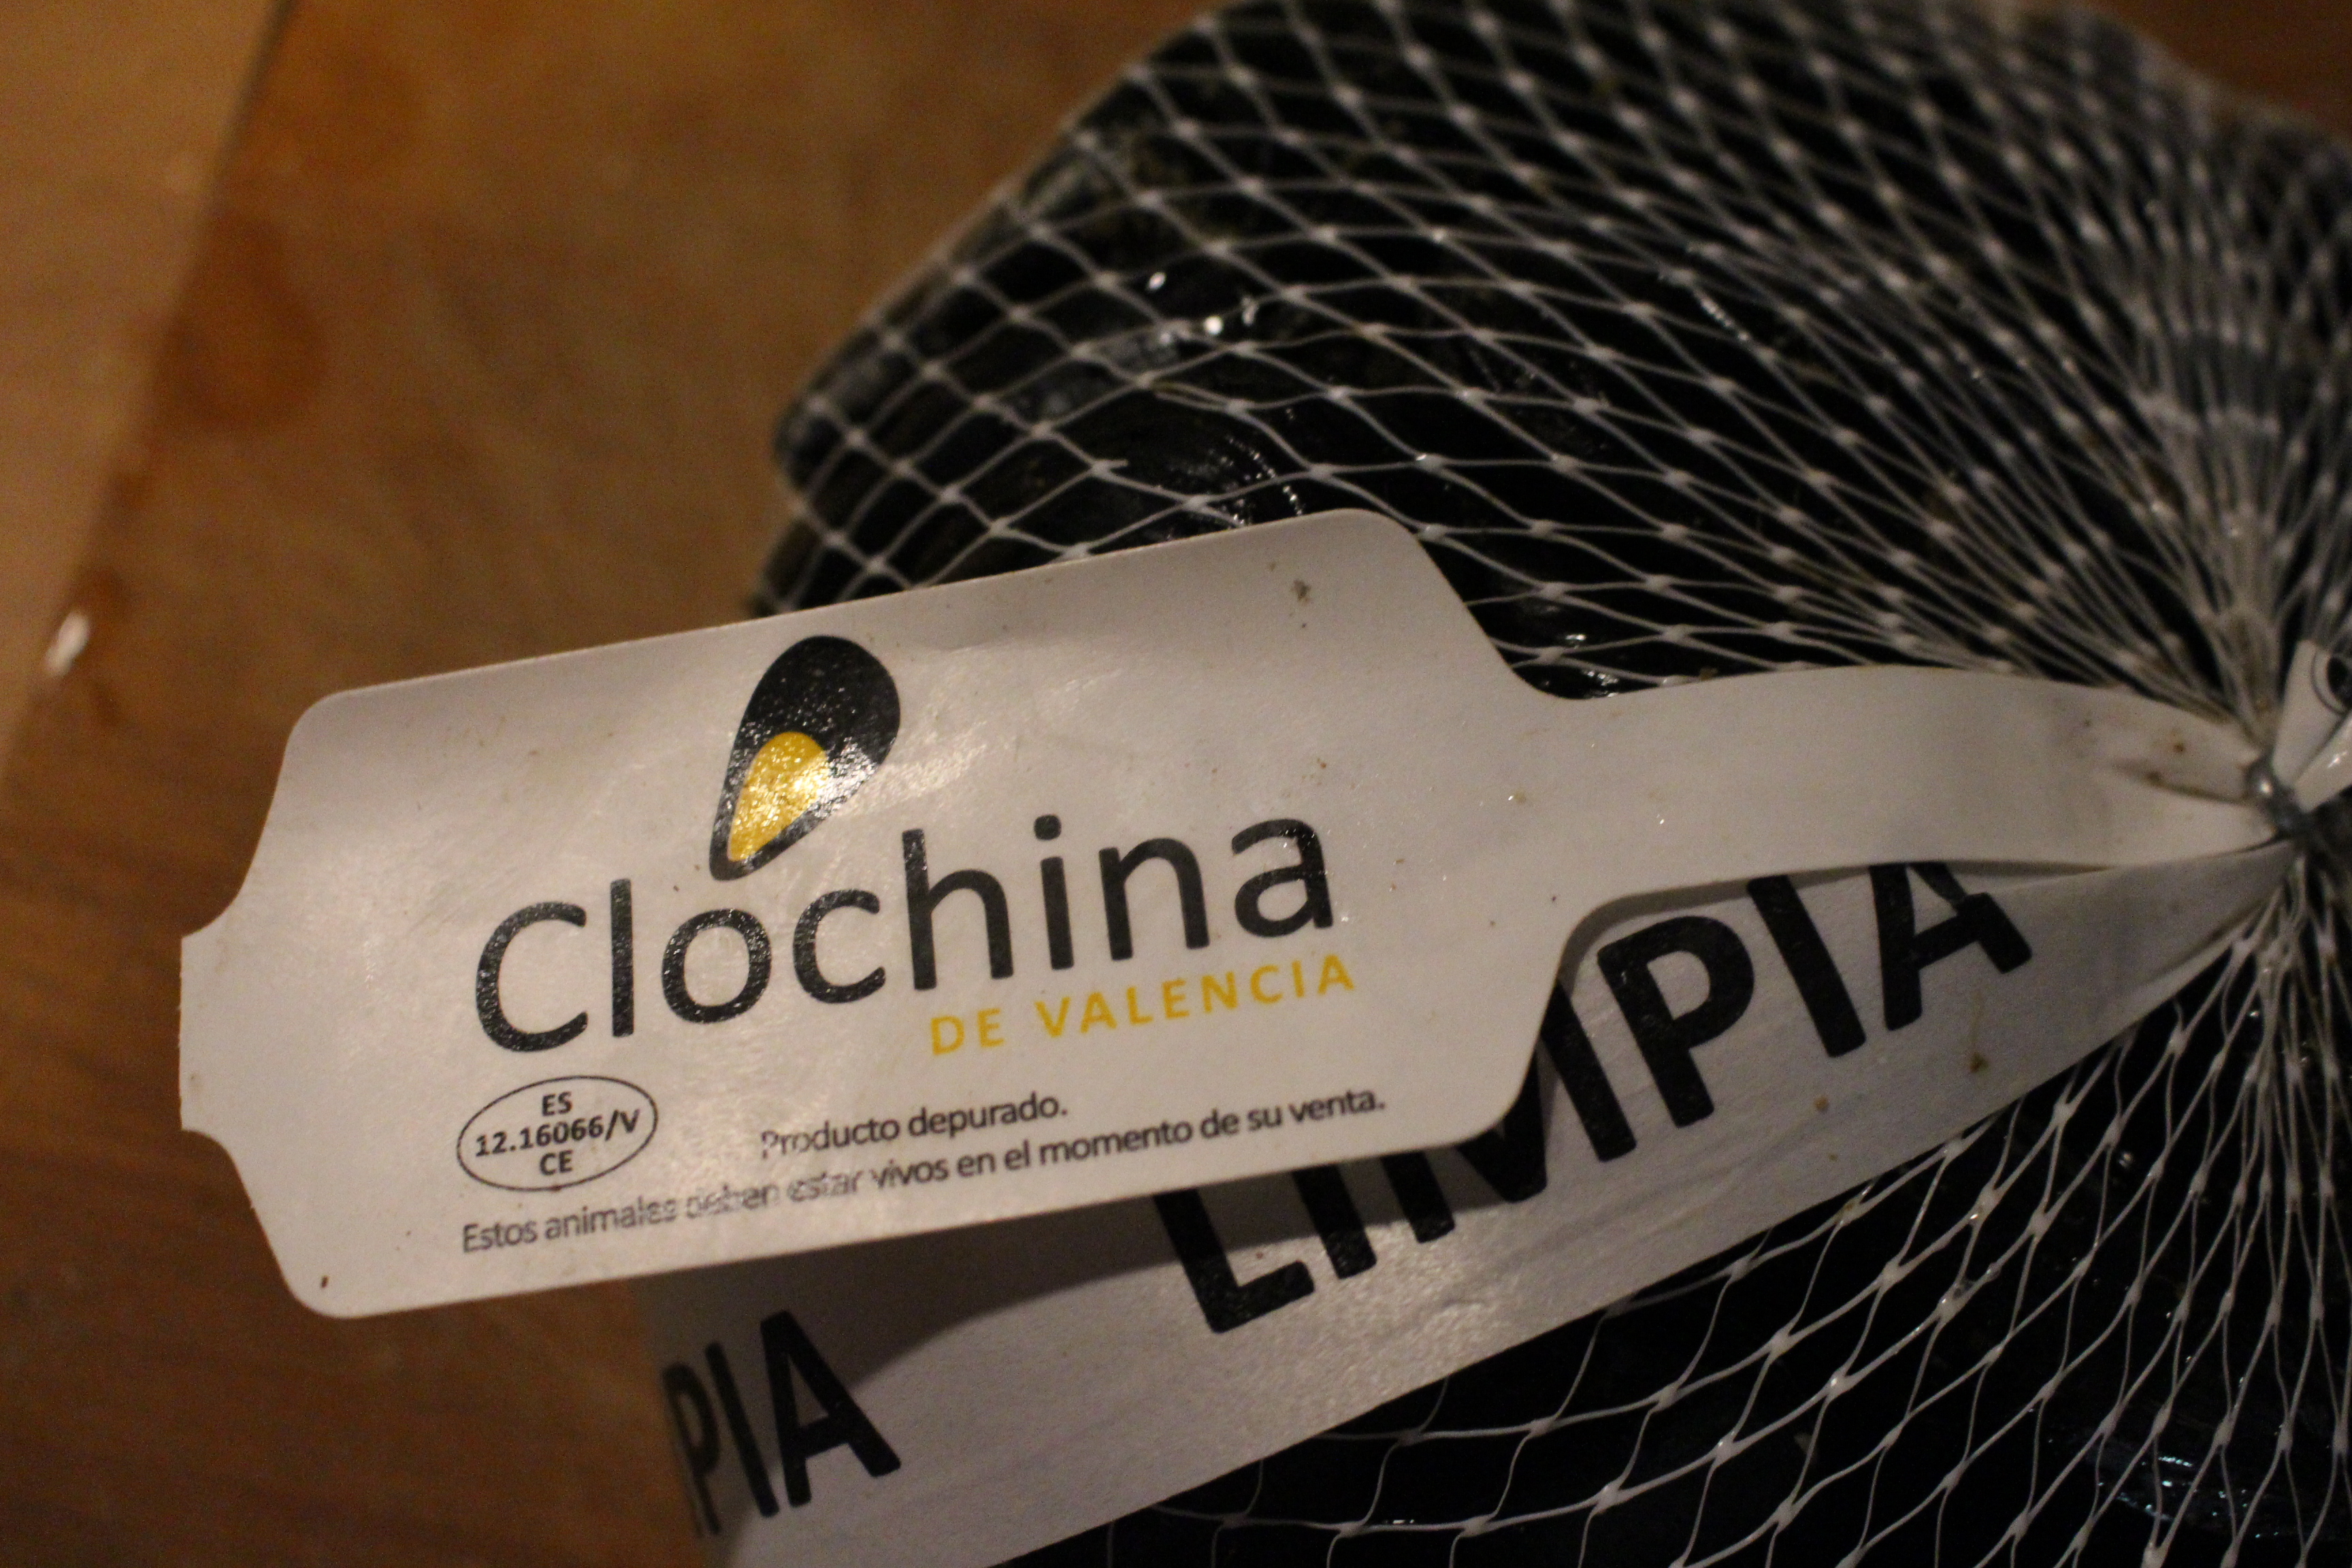 Clochina
DE VALENCIA
ES
12.16066/V
CE
Producto depurado.
Estos animales deben estar vivos en el momento de su venta.
LIMPIA
PIA